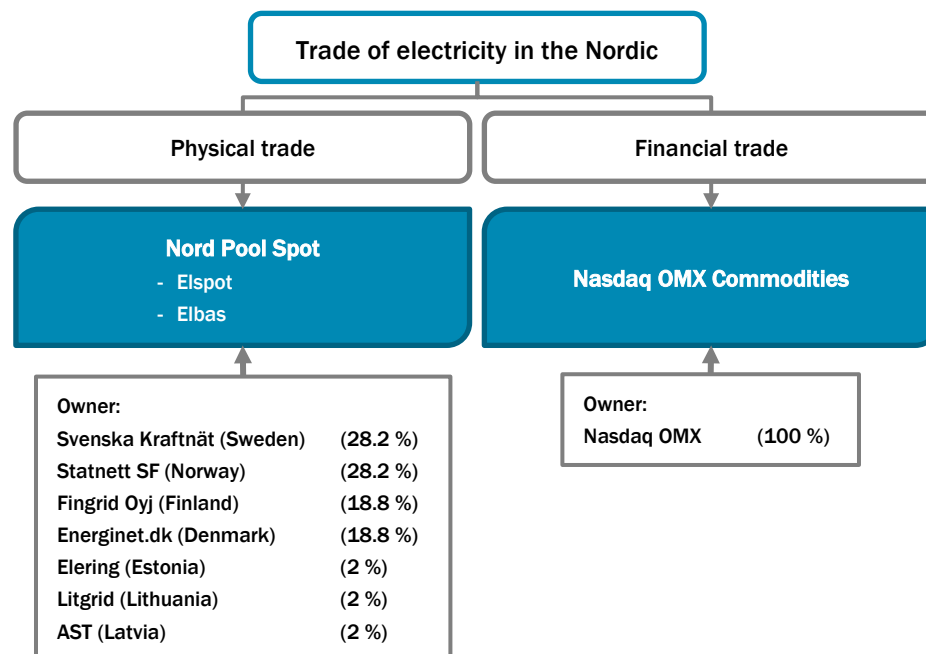 Trade of electricity in the Nordic
Physical trade
Financial trade
Nord Pool Spot
- Elspot
- Elbas
Nasdaq OMX Commodities
Owner:
Svenska Kraftnät (Sweden) (28.2 %)
Statnett SF (Norway) (28.2 %)
Fingrid Oyj (Finland) (18.8 %)
Energinet.dk (Denmark) (18.8 %)
Elering (Estonia) (2 %)
Litgrid (Lithuania) (2 %)
AST (Latvia) (2 %)
Owner:
Nasdaq OMX (100 %)